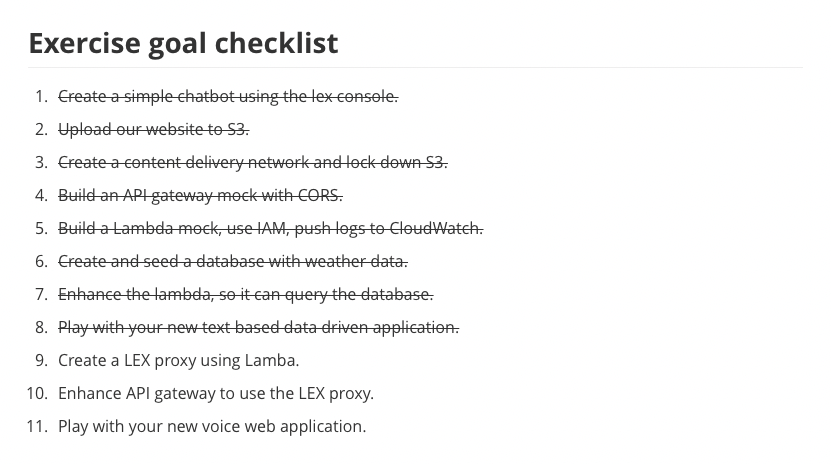 Exercise goal checklist
1. Create a simple chatbot using the lex console.
2. Upload our website to S3.
3. Create a content delivery network and lock down S3.
4. Build an API gateway mock with CORS.
5. Build a Lambda mock, use IAM, push logs to CloudWatch.
6. Create and seed a database with weather data.
7. Enhance the lambda, so it can query the database.
8. Play with your new text based data driven application.
9. Create a LEX proxy using Lamba.
10. Enhance API gateway to use the LEX proxy.
11. Play with your new voice web application.